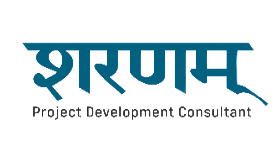 शरणम्
Project Development Consultant